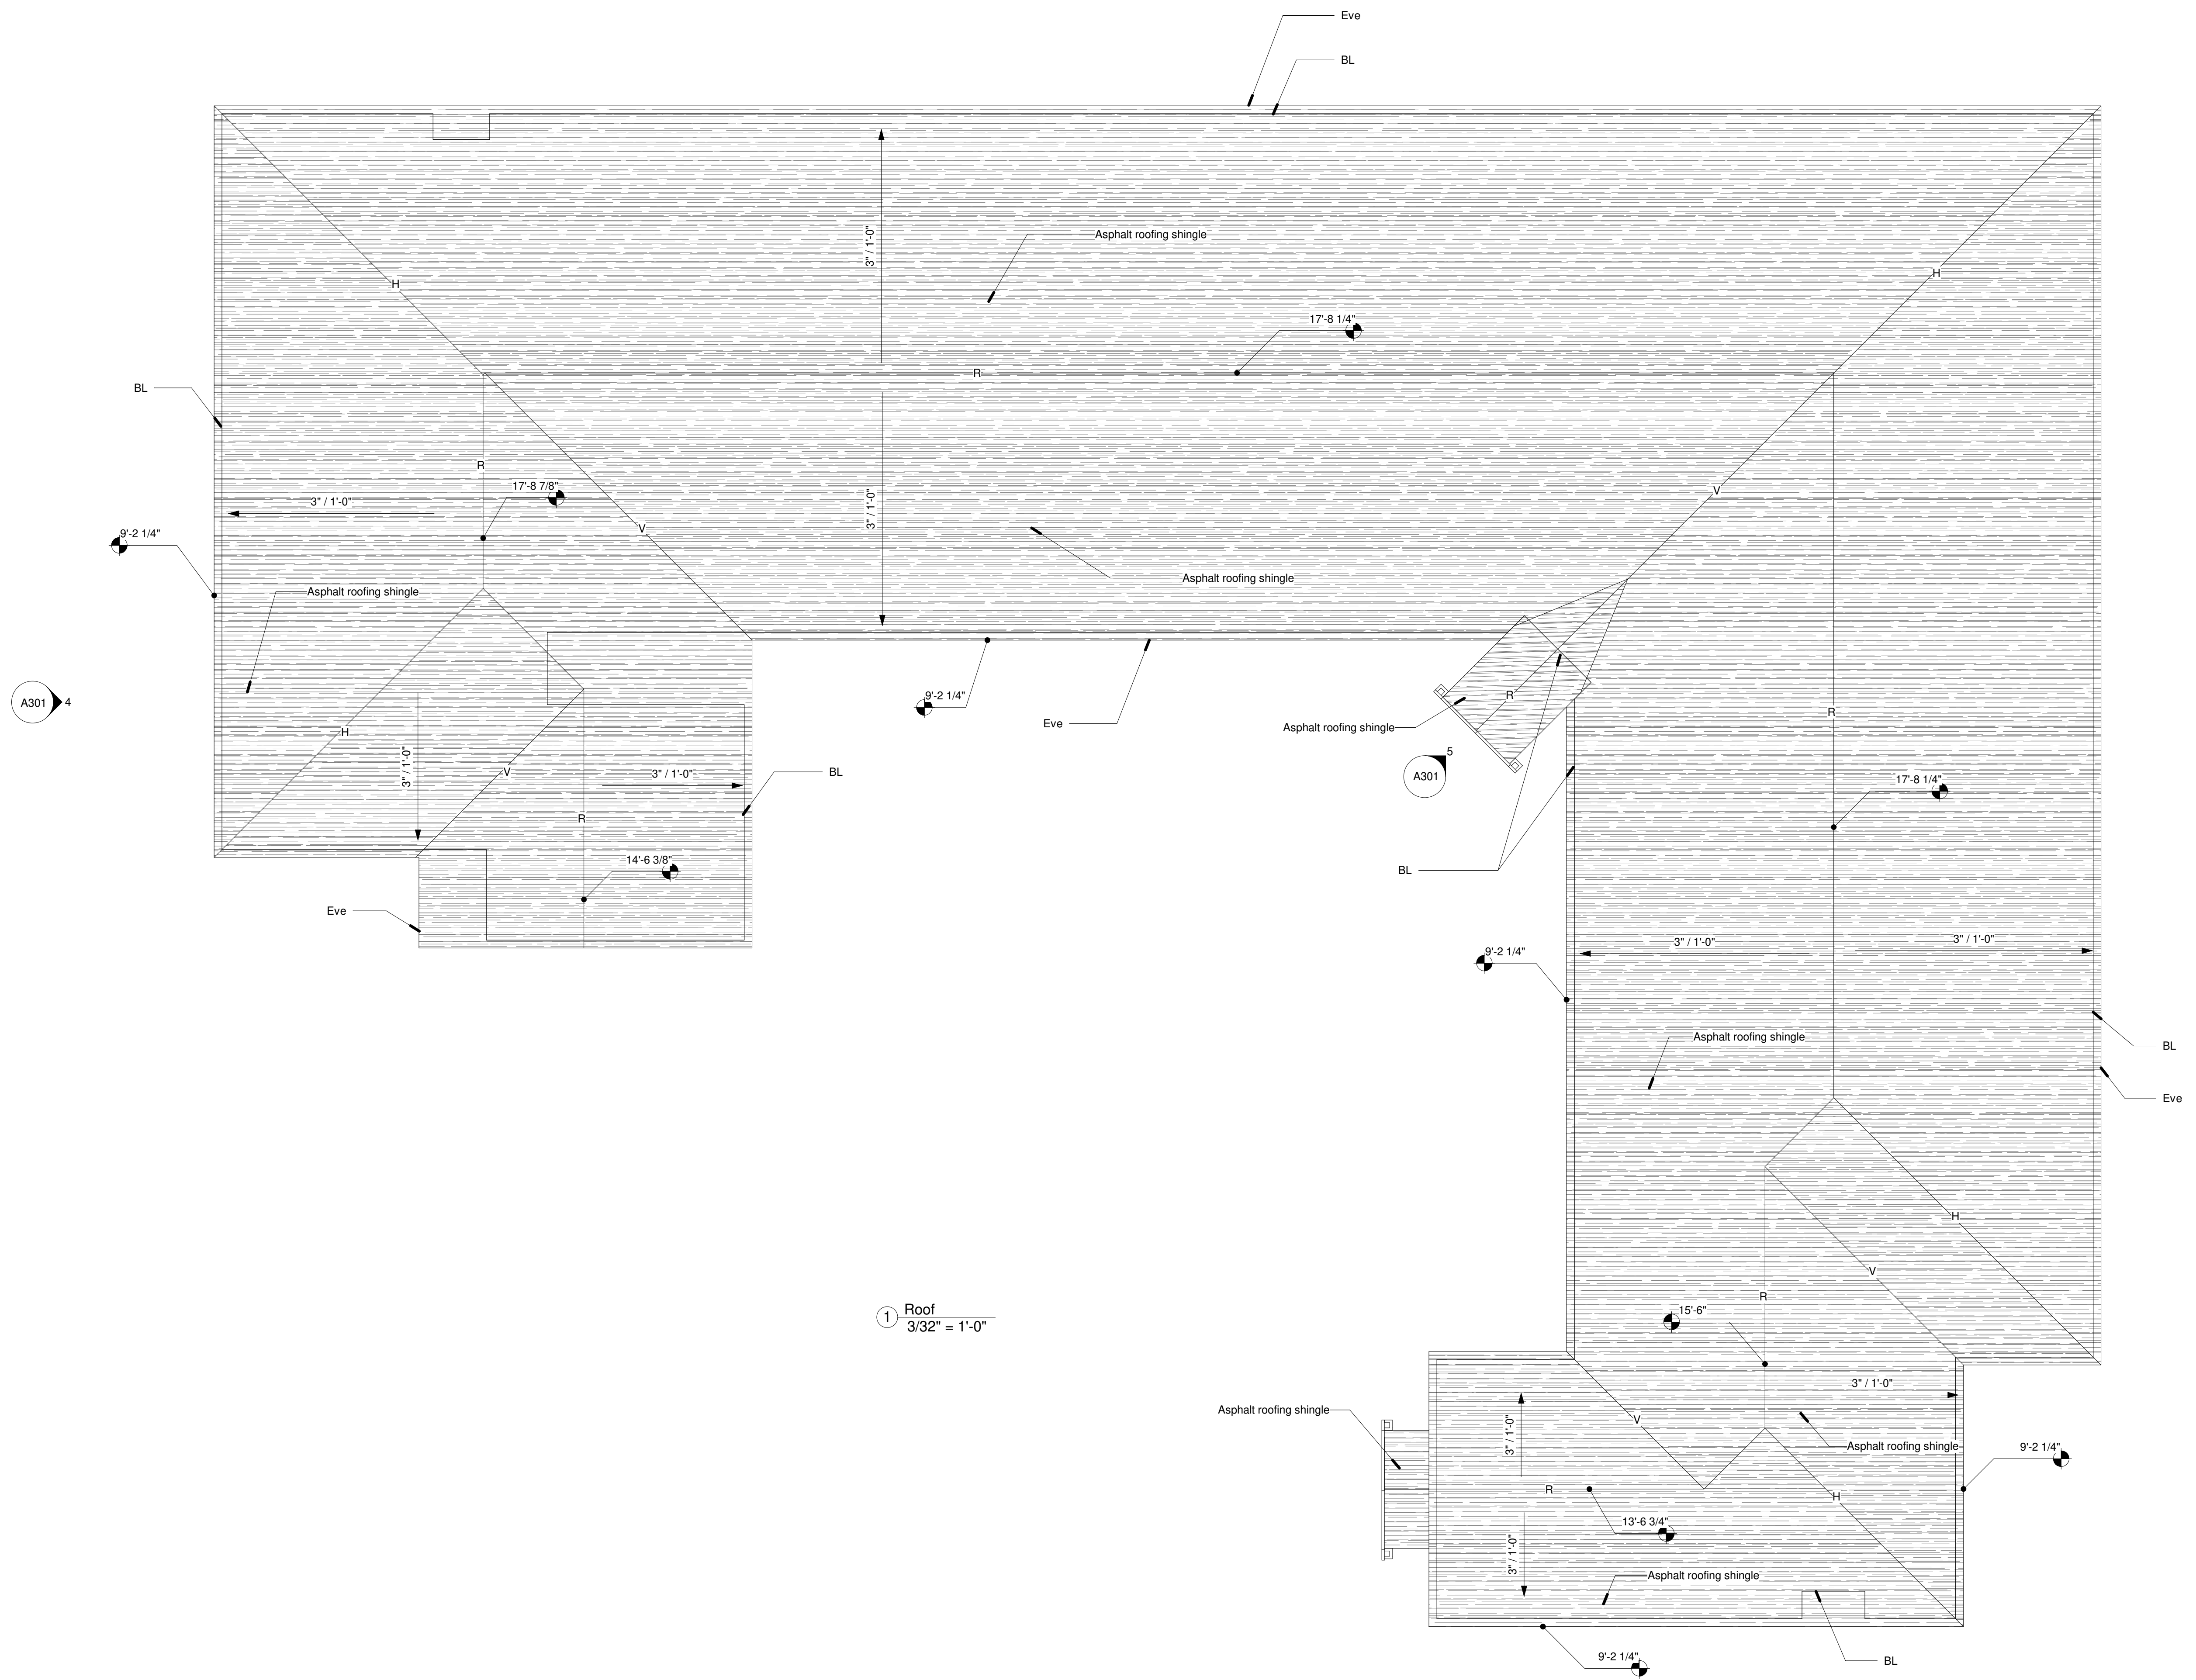 Eve
BL
Asphalt roofing shingle
3" / 1'-0"
H
H
17'-8 1/4"
R
BL
R
17'-8 7/8"
3" / 1'-0"
9'-2 1/4"
V
V
3" / 1'-0"
Asphalt roofing shingle
Asphalt roofing shingle
A301
4
9'-2 1/4"
Eve
R
Asphalt roofing shingle
5
A301
R
H
V
3" / 1'-0"
3" / 1'-0"
BL
R
17'-8 1/4"
14'-6 3/8"
BL
Eve
9'-2 1/4"
3" / 1'-0"
3" / 1'-0"
Asphalt roofing shingle
BL
Eve
H
V
R
15'-6"
1
Roof
3/32" = 1'-0"
3" / 1'-0"
Asphalt roofing shingle
3" / 1'-0"
V
Asphalt roofing shingle
9'-2 1/4"
R
H
13'-6 3/4"
3" / 1'-0"
Asphalt roofing shingle
9'-2 1/4"
BL